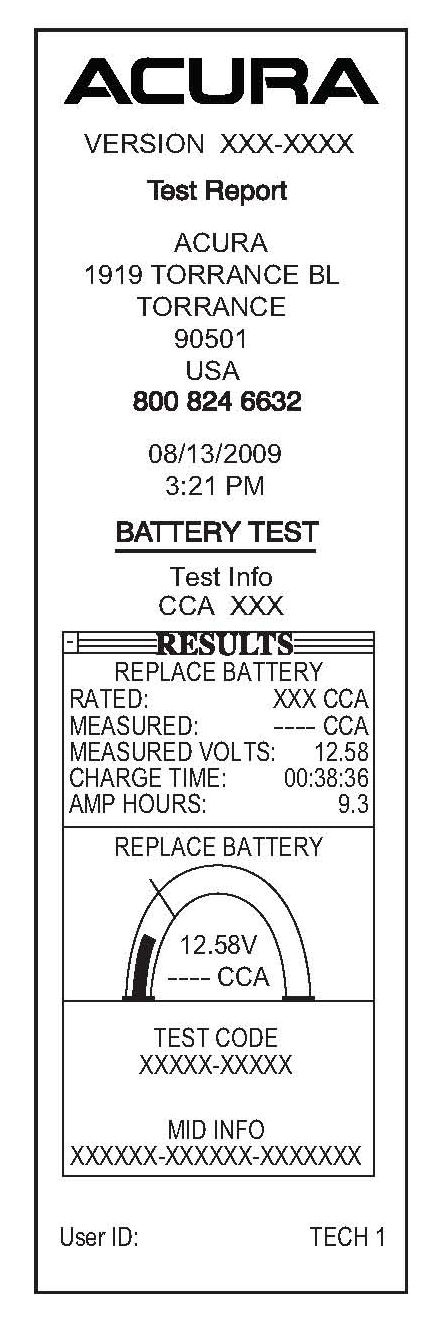 ACURA
VERSION XXX-XXXX
Test Report
ACURA
1919 TORRANCE BL
TORRANCE
90501
USA
800 824 6632
08/13/2009
3:21 PM
BATTERY TEST
Test Info
CCA XXX
RESULTS
REPLACE BATTERY
RATED: XXX CCA
MEASURED: ---- CCA
MEASURED VOLTS: 12.58
CHARGE TIME: 00:38:36
AMP HOURS: 9.3
REPLACE BATTERY
12.58V
---- CCA
TEST CODE
XXXXX-XXXXX
MID INFO
XXXXXX-XXXXXX-XXXXXXX
User ID: TECH 1